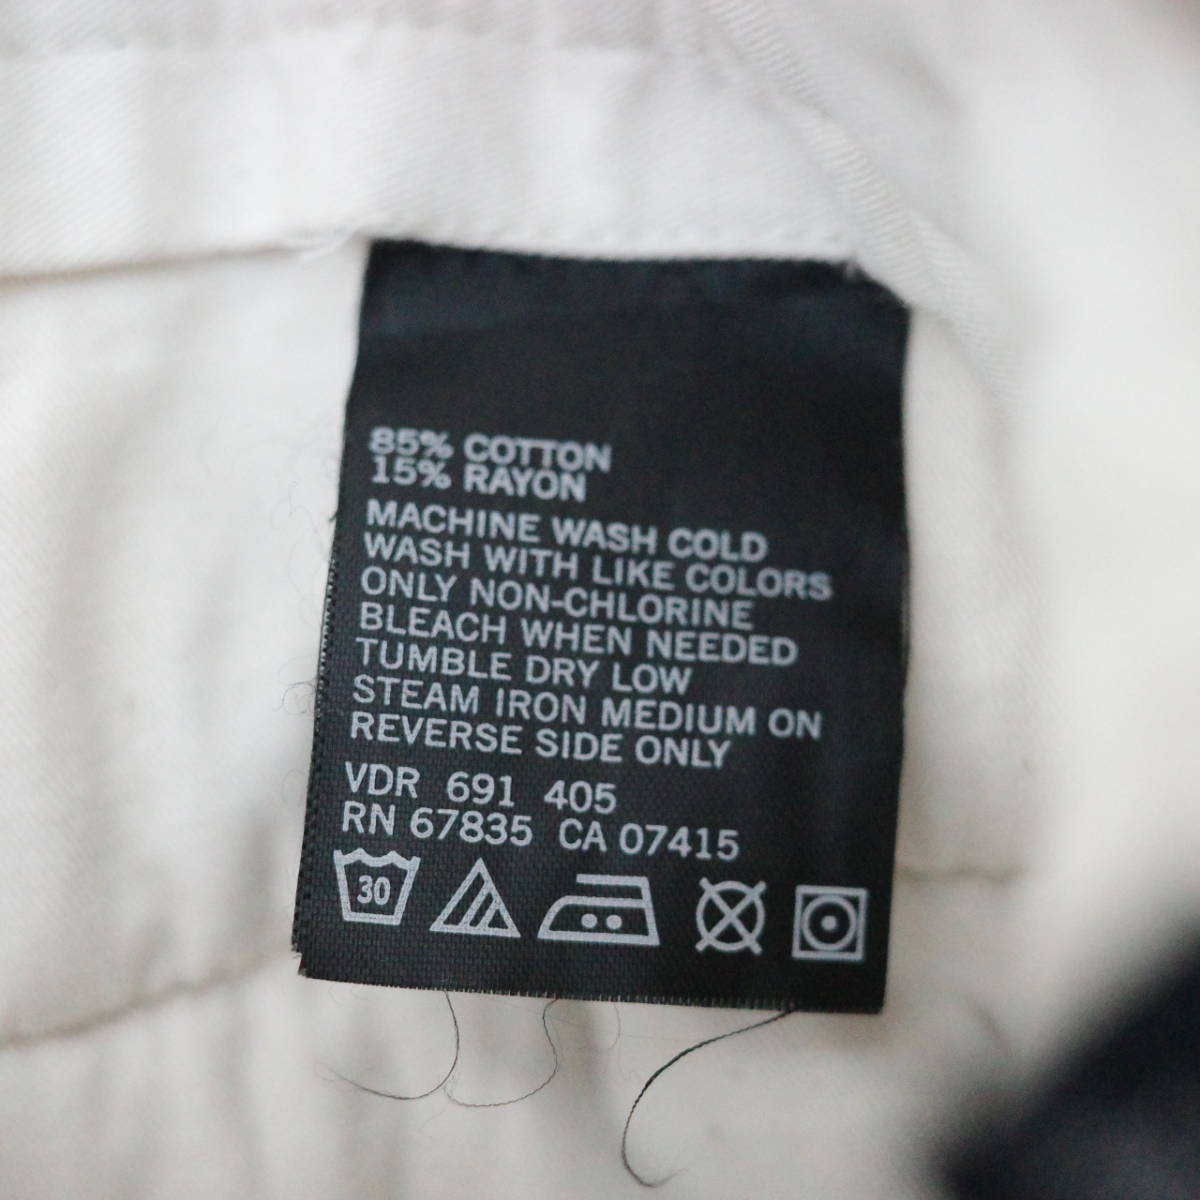 85% COTTON
15% RAYON
MACHINE WASH COLD
WASH WITH LIKE COLORS
ONLY NON-CHLORINE
BLEACH WHEN NEEDED
TUMBLE DRY LOW
STEAM IRON MEDIUM ON
REVERSE SIDE ONLY
VDR 691 405
RN 67835 CA 07415
30